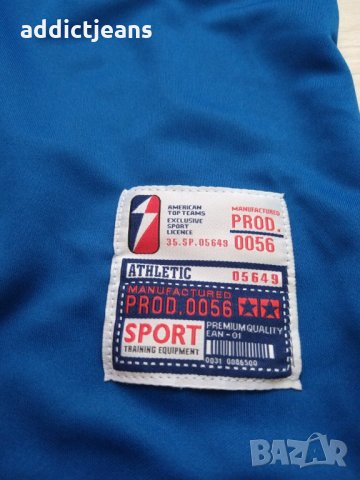 addictjeans
AMERICAN
TOP TEAMS
EXCLUSIVE
SPORT
LICENCE
35.SP.05649
MANUFACTURED
PROD.
0056
ATHLETIC 05649
MANUFACTURED
PROD.0056
SPORT
TRAINING EQUIPMENT
PREMIUM QUALITY
EAN-01
0031 0086500
BAZAR